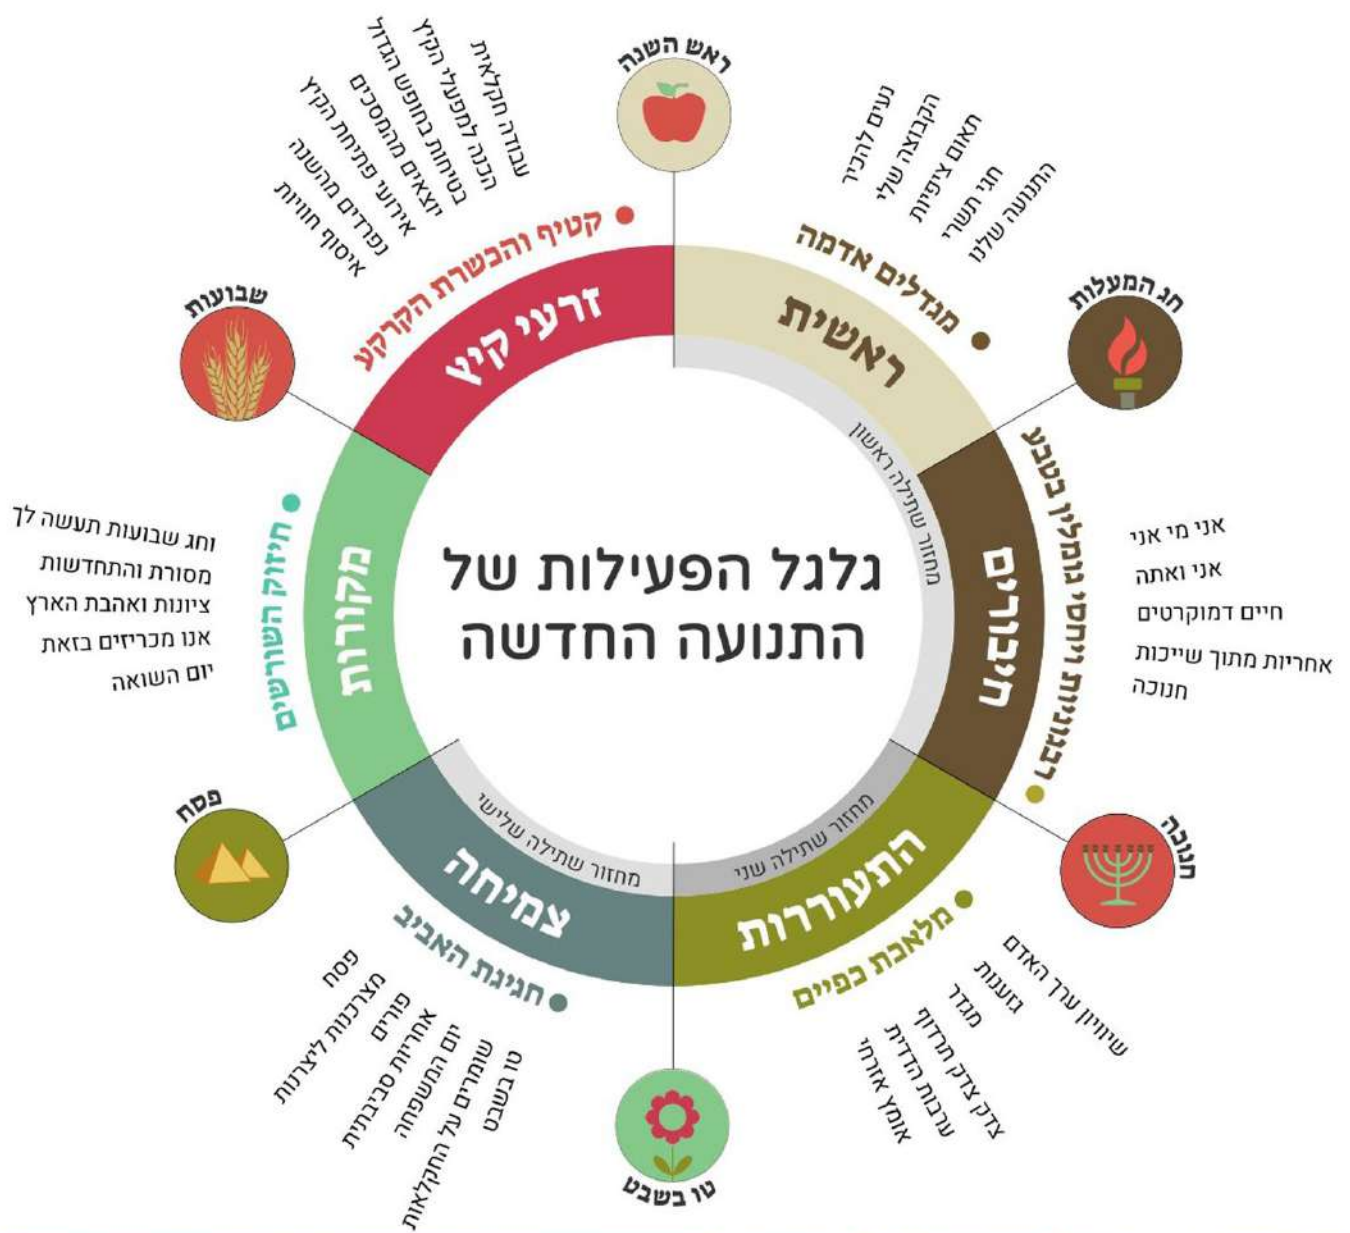 גלגל הפעילות של
התנועה החדשה
ראש השנה
נעים להכיר
הקבוצה שלי
תאום ציפיות
חגי תשרי
התנועה שלנו
מגדלים אדמה
ראשית
מחזור שתילה ראשון
חג המעלות
אני מי אני
אני ואתה
חיים דמוקרטים
אחריות מתוך שייכות
חנוכה
רבגוניות ויחסי גומלין בטבע
חיבורים
חנוכה
שיוויון ערך האדם
גזענות
מגדר
צדק צדק תרדוף
ערבות הדדית
אומץ אזרחי
מלאכת כפיים
התעוררות
מחזור שתילה שני
טו בשבט
טו בשבט
שומרים על החקלאות
יום המשפחה
אחריות סביבתית
פורים
מצרכנות ליצרנות
פסח
חגיגת האביב
צמיחה
מחזור שתילה שלישי
פסח
וחג שבועות תעשה לך
מסורת והתחדשות
ציונות ואהבת הארץ
אנו מכריזים בזאת
יום השואה
חיזוק השורשים
מקורות
שבועות
איסוף חוויות
נפרדים מהשנה
אירועי פתיחת הקיץ
יוצאים מהמסכים
בטיחות בחופש הגדול
הכנה למפעלי הקיץ
עבודה חקלאית
קטיף והכשרת הקרקע
זרעי קיץ